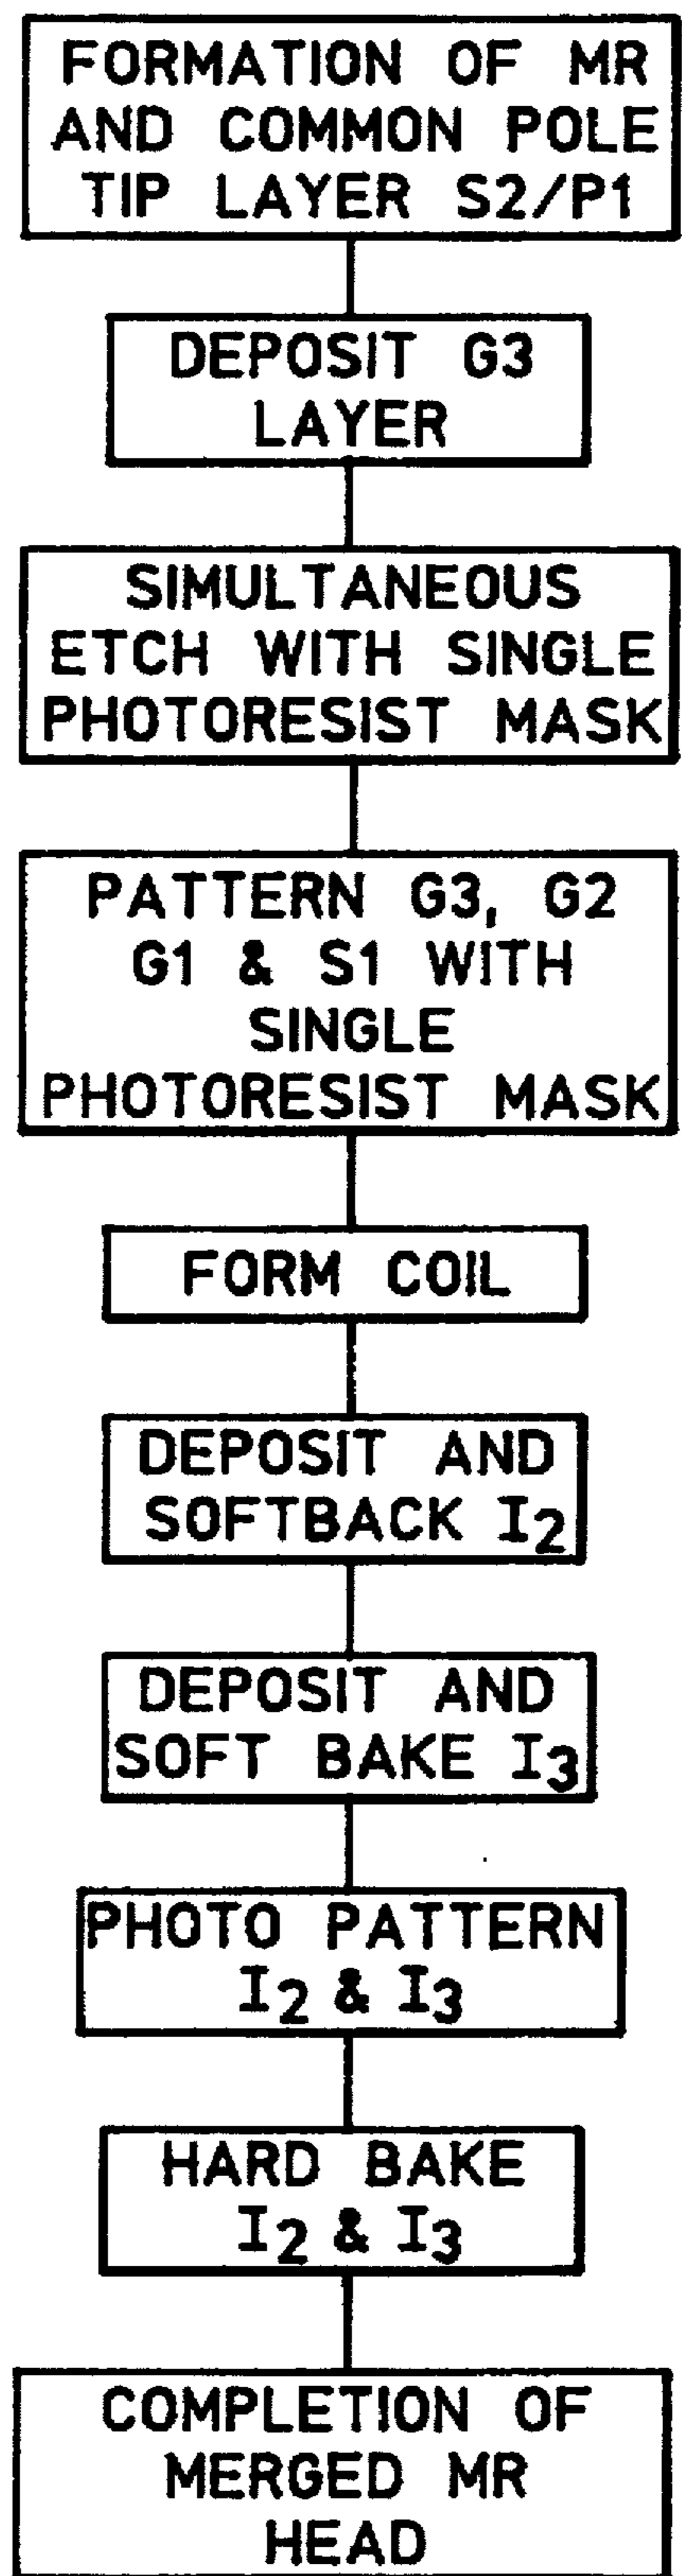 FORMATION OF MR
AND COMMON POLE
TIP LAYER S2/P1
DEPOSIT G3
LAYER
SIMULTANEOUS
ETCH WITH SINGLE
PHOTORESIST MASK
PATTERN G3, G2
G1 & S1 WITH
SINGLE
PHOTORESIST MASK
FORM COIL
DEPOSIT AND
SOFTBACK I2
DEPOSIT AND
SOFT BAKE I3
PHOTO PATTERN
I2 & I3
HARD BAKE
I2 & I3
COMPLETION OF
MERGED MR
HEAD